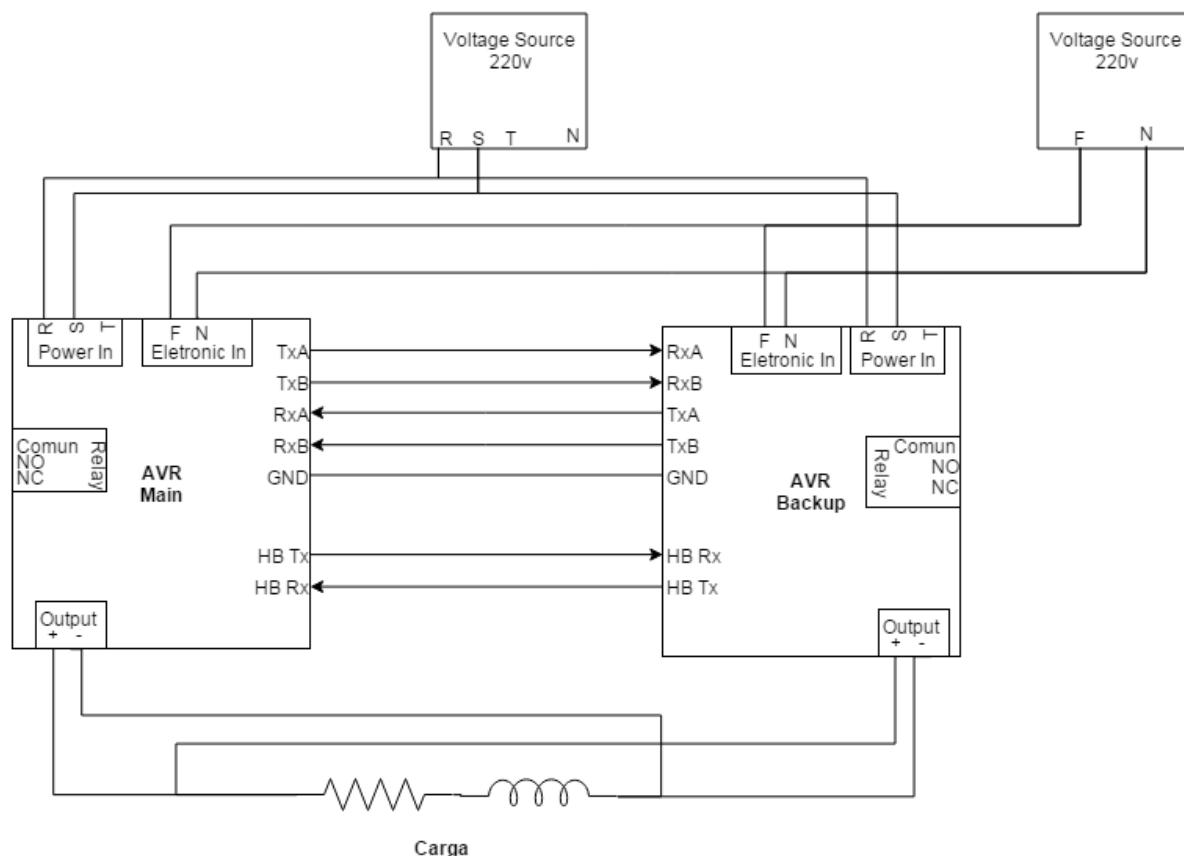 Voltage Source
220v
R S T N
Voltage Source
220v
F N
R S T
Power In
F N
Eletronic In
F N
Eletronic In
R S T
Power In
TxA
TxB
RxA
RxB
GND
HB Tx
HB Rx
RxA
RxB
TxA
TxB
GND
HB Rx
HB Tx
Comun
NO
NC
Relay
AVR
Main
AVR
Backup
Relay
Comun
NO
NC
Output
+ -
Output
+ -
Carga